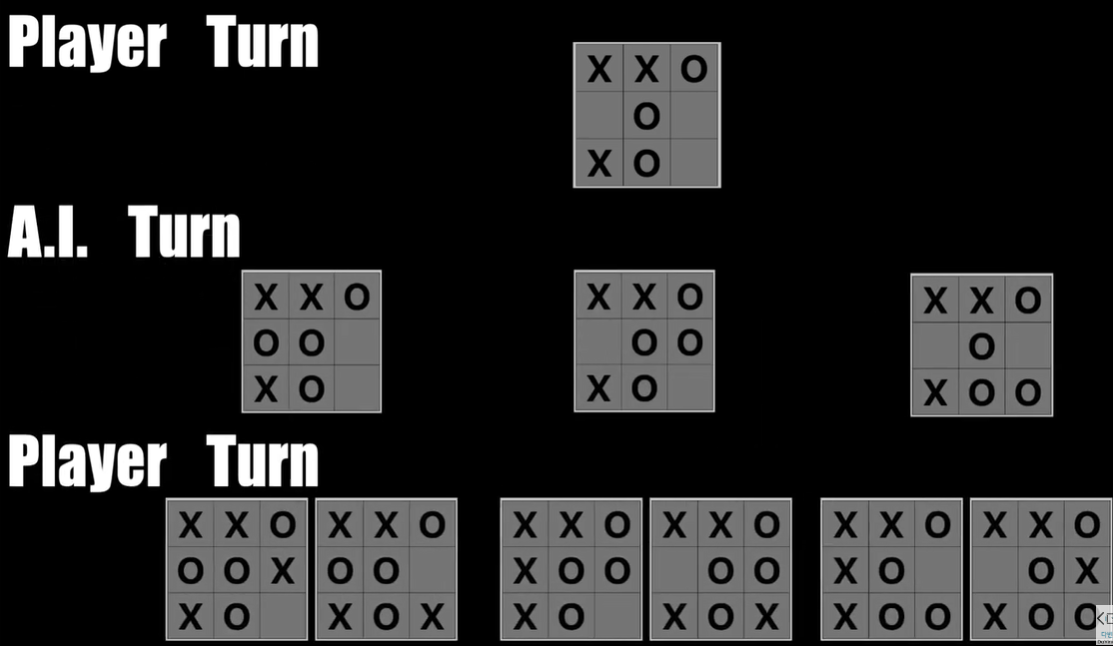 Player Turn
X X O
O
X O
A.I. Turn
X X O
O O
X O
X X O
O O
X O
X X O
O
X O O
Player Turn
X X O
O O X
X O
X X O
O O
X O X
X X O
X O O
X O
X X O
O O
X O X
X X O
X O
X O O
X X O
O X
X O O